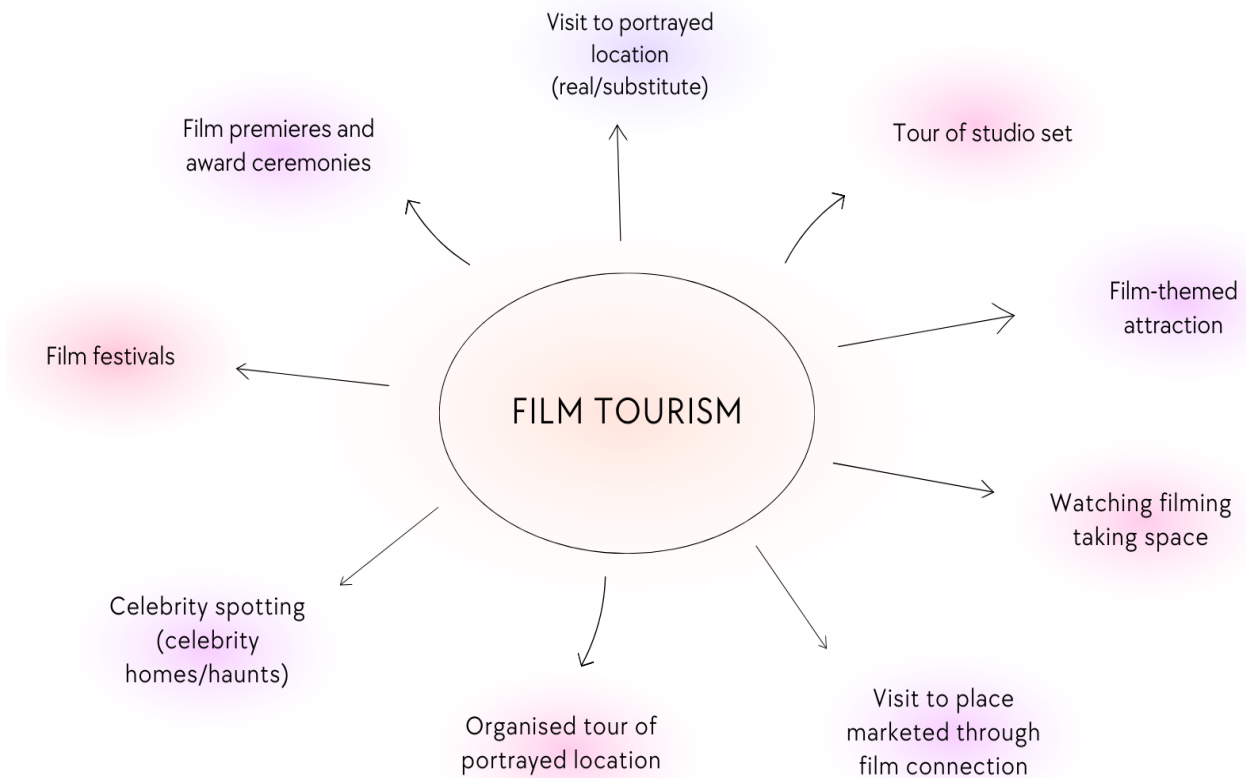 Visit to portrayed
location
(real/substitute)
Film premieres and
award ceremonies
Tour of studio set
Film-themed
attraction
Film festivals
FILM TOURISM
Watching filming
taking space
Celebrity spotting
(celebrity
homes/haunts)
Organised tour of
portrayed location
Visit to place
marketed through
film connection